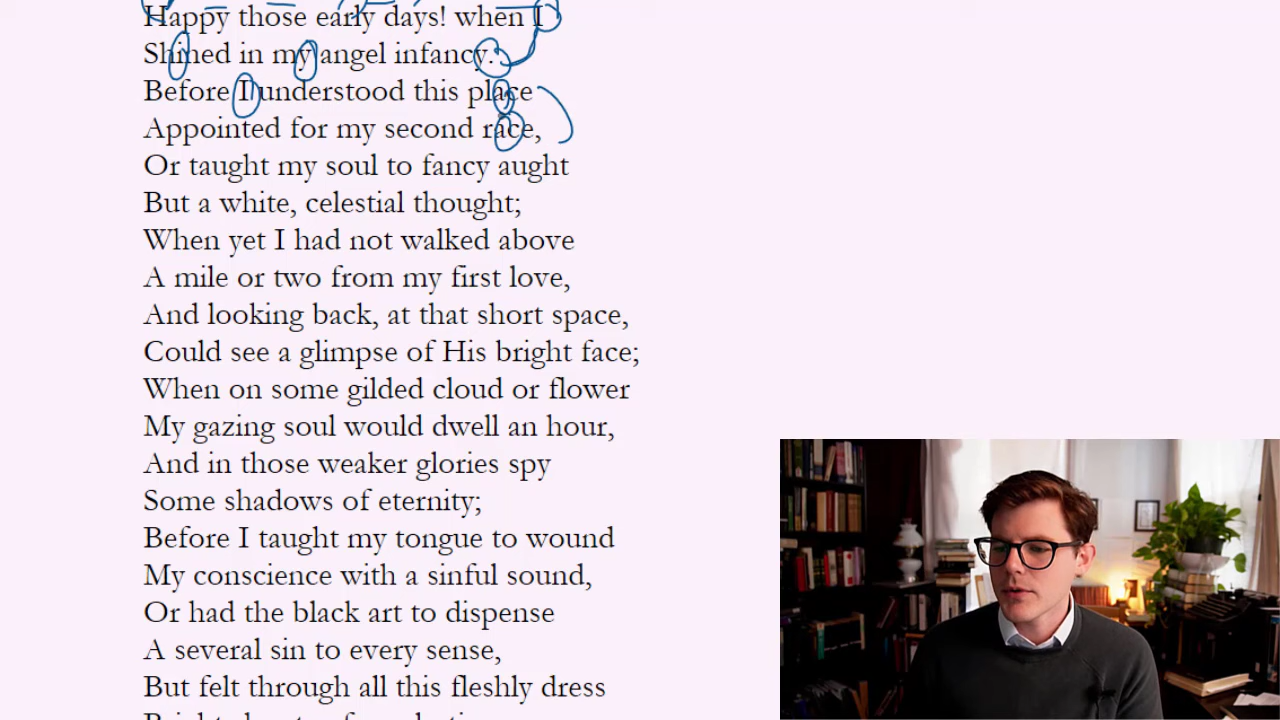 Happy those early days! when I
Shined in my angel infancy.
Before I understood this place
Appointed for my second race,
Or taught my soul to fancy aught
But a white, celestial thought;
When yet I had not walked above
A mile or two from my first love,
And looking back, at that short space,
Could see a glimpse of His bright face;
When on some gilded cloud or flower
My gazing soul would dwell an hour,
And in those weaker glories spy
Some shadows of eternity;
Before I taught my tongue to wound
My conscience with a sinful sound,
Or had the black art to dispense
A several sin to every sense,
But felt through all this fleshly dress